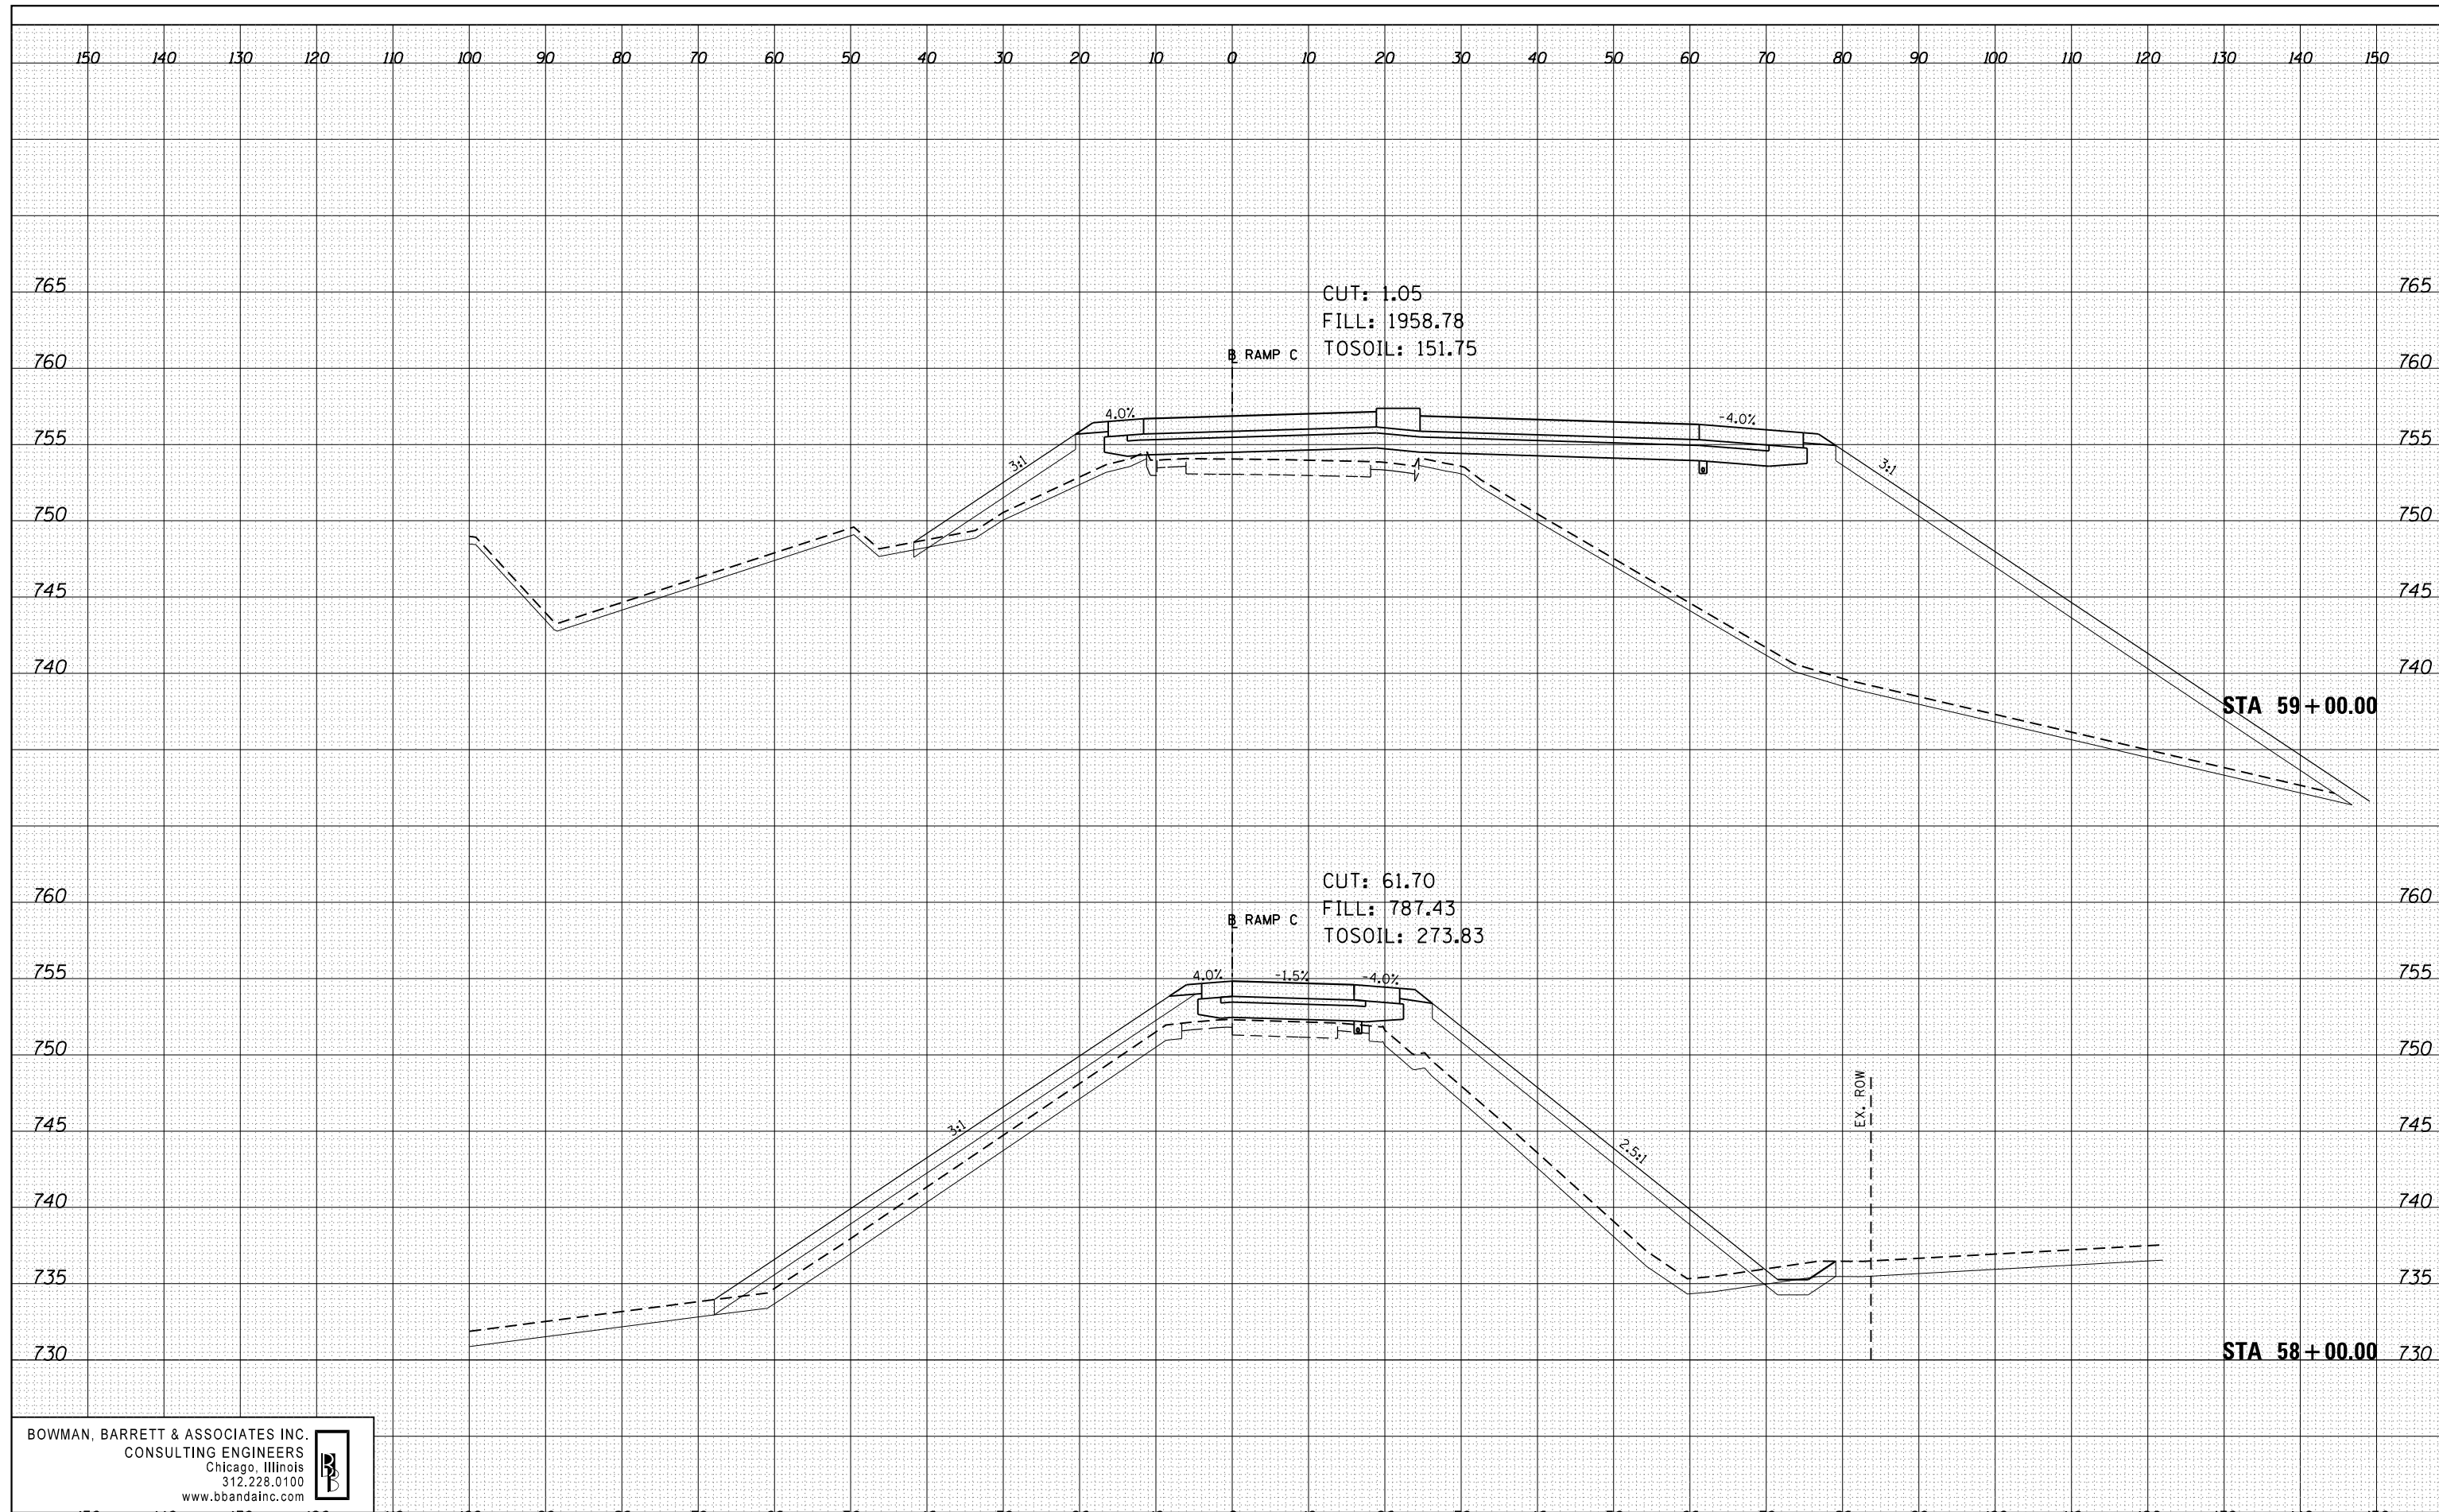 150 140 130 120 110 100 90 80 70 60 50 40 30 20 10 0 10 20 30 40 50 60 70 80 90 100 110 120 130 140 150
765 765
CUT: 1.05
FILL: 1958.78
TOSOIL: 151.75
B RAMP C
760 760
4.0% -4.0%
755 755
3:1 3:1
750 750
745 745
740 740
STA 59+00.00
760 760
CUT: 61.70
FILL: 787.43
TOSOIL: 273.83
B RAMP C
755 755
4.0% -1.5% -4.0%
750 750
EX. ROW
745 745
3:1 2.5:1
740 740
735 735
730 730
STA 58+00.00
BOWMAN, BARRETT & ASSOCIATES INC.
CONSULTING ENGINEERS
Chicago, Illinois
312.228.0100
www.bbandainc.com